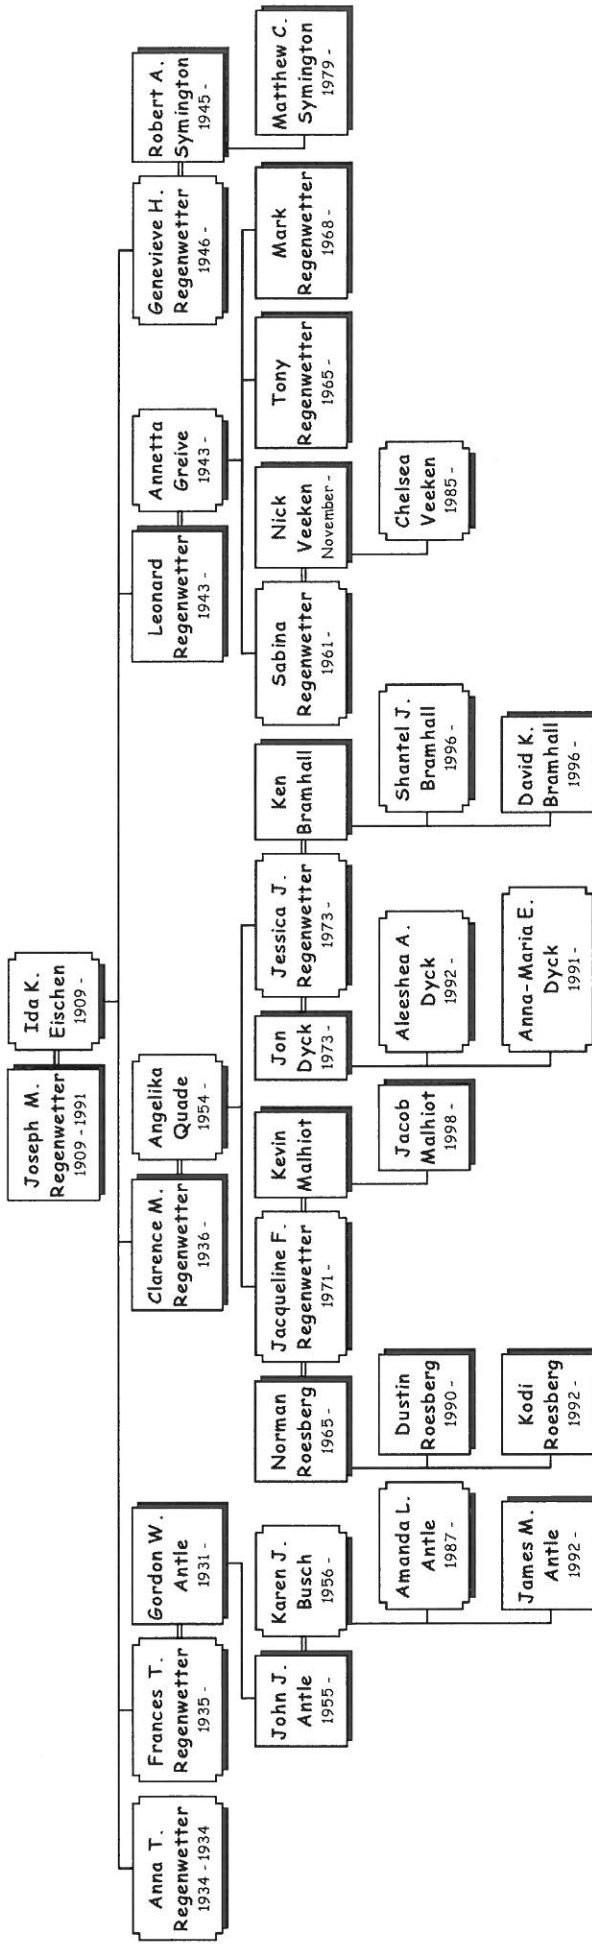 Joseph M.
Regenwetter
1909 - 1991
Ida K.
Eischen
1909 -
Anna T.
Regenwetter
1934 - 1934
Frances T.
Regenwetter
1935 -
Gordon W.
Antle
1931 -
Clarence M.
Regenwetter
1936 -
Angelika
Quade
1954 -
Leonard
Regenwetter
1943 -
Annetta
Greive
1943 -
Genevieve H.
Regenwetter
1946 -
Robert A.
Symington
1945 -
John J.
Antle
1955 -
Karen J.
Busch
1956 -
Norman
Roesberg
1965 -
Jacqueline F.
Regenwetter
1971 -
Kevin
Malhiot
Jon
Dyck
1973 -
Jessica J.
Regenwetter
1973 -
Ken
Bramhall
Sabina
Regenwetter
1961 -
Nick
Veeken
November -
Tony
Regenwetter
1965 -
Mark
Regenwetter
1968 -
Matthew C.
Symington
1979 -
Amanda L.
Antle
1987 -
Dustin
Roesberg
1990 -
Jacob
Malhiot
1998 -
Aleeshea A.
Dyck
1992 -
Shantel J.
Bramhall
1996 -
Chelsea
Veeken
1985 -
James M.
Antle
1992 -
Kodi
Roesberg
1992 -
Anna-Maria E.
Dyck
1991 -
David K.
Bramhall
1996 -